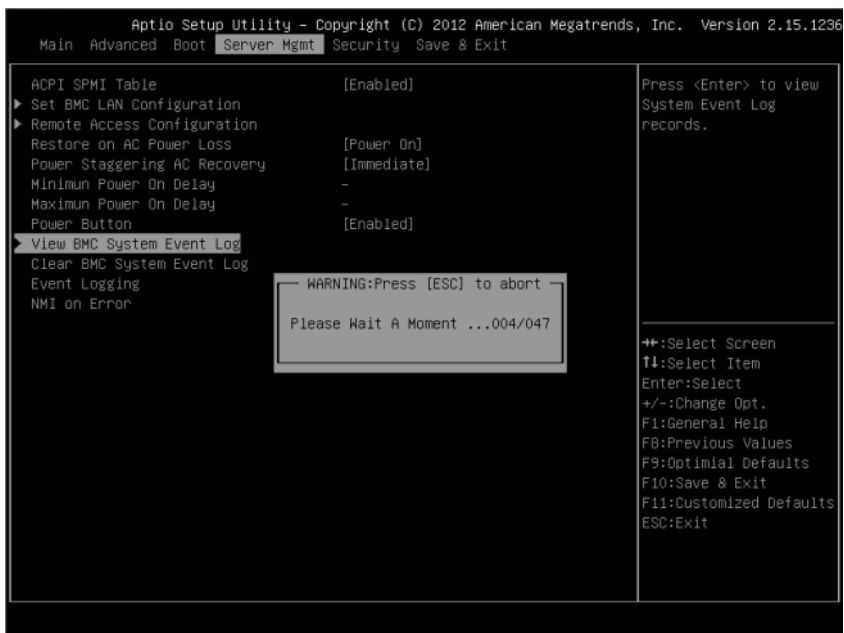 Aptio Setup Utility – Copyright (C) 2012 American Megatrends, Inc. Version 2.15.1236
Main Advanced Boot Server Mgmt Security Save & Exit
ACPI SPMI Table [Enabled]
▶ Set BMC LAN Configuration
▶ Remote Access Configuration
Restore on AC Power Loss [Power On]
Power Staggering AC Recovery [Immediate]
Minimun Power On Delay –
Maximun Power On Delay –
Power Button [Enabled]
▶ View BMC System Event Log
Clear BMC System Event Log
Event Logging
NMI on Error
WARNING:Press [ESC] to abort
Please Wait A Moment ...004/047
Press <Enter> to view
System Event Log
records.
→←:Select Screen
↑↓:Select Item
Enter:Select
+/-:Change Opt.
F1:General Help
F8:Previous Values
F9:Optimial Defaults
F10:Save & Exit
F11:Customized Defaults
ESC:Exit